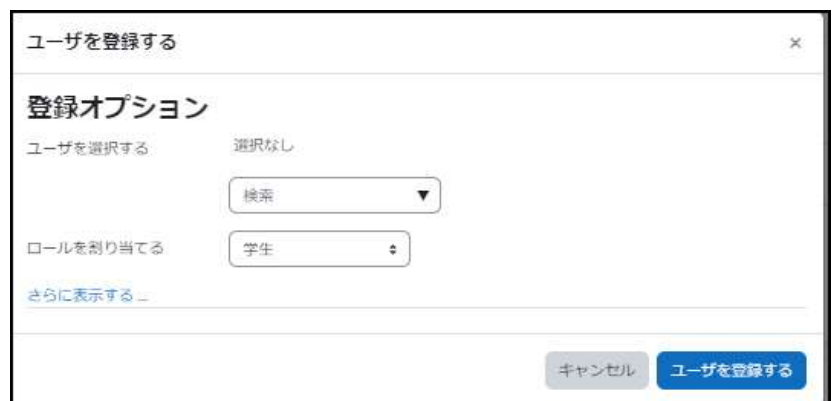 ユーザを登録する ×
登録オプション
ユーザを選択する 選択なし
検索 ▼
ロールを割り当てる 学生
さらに表示する ...
キャンセル ユーザを登録する